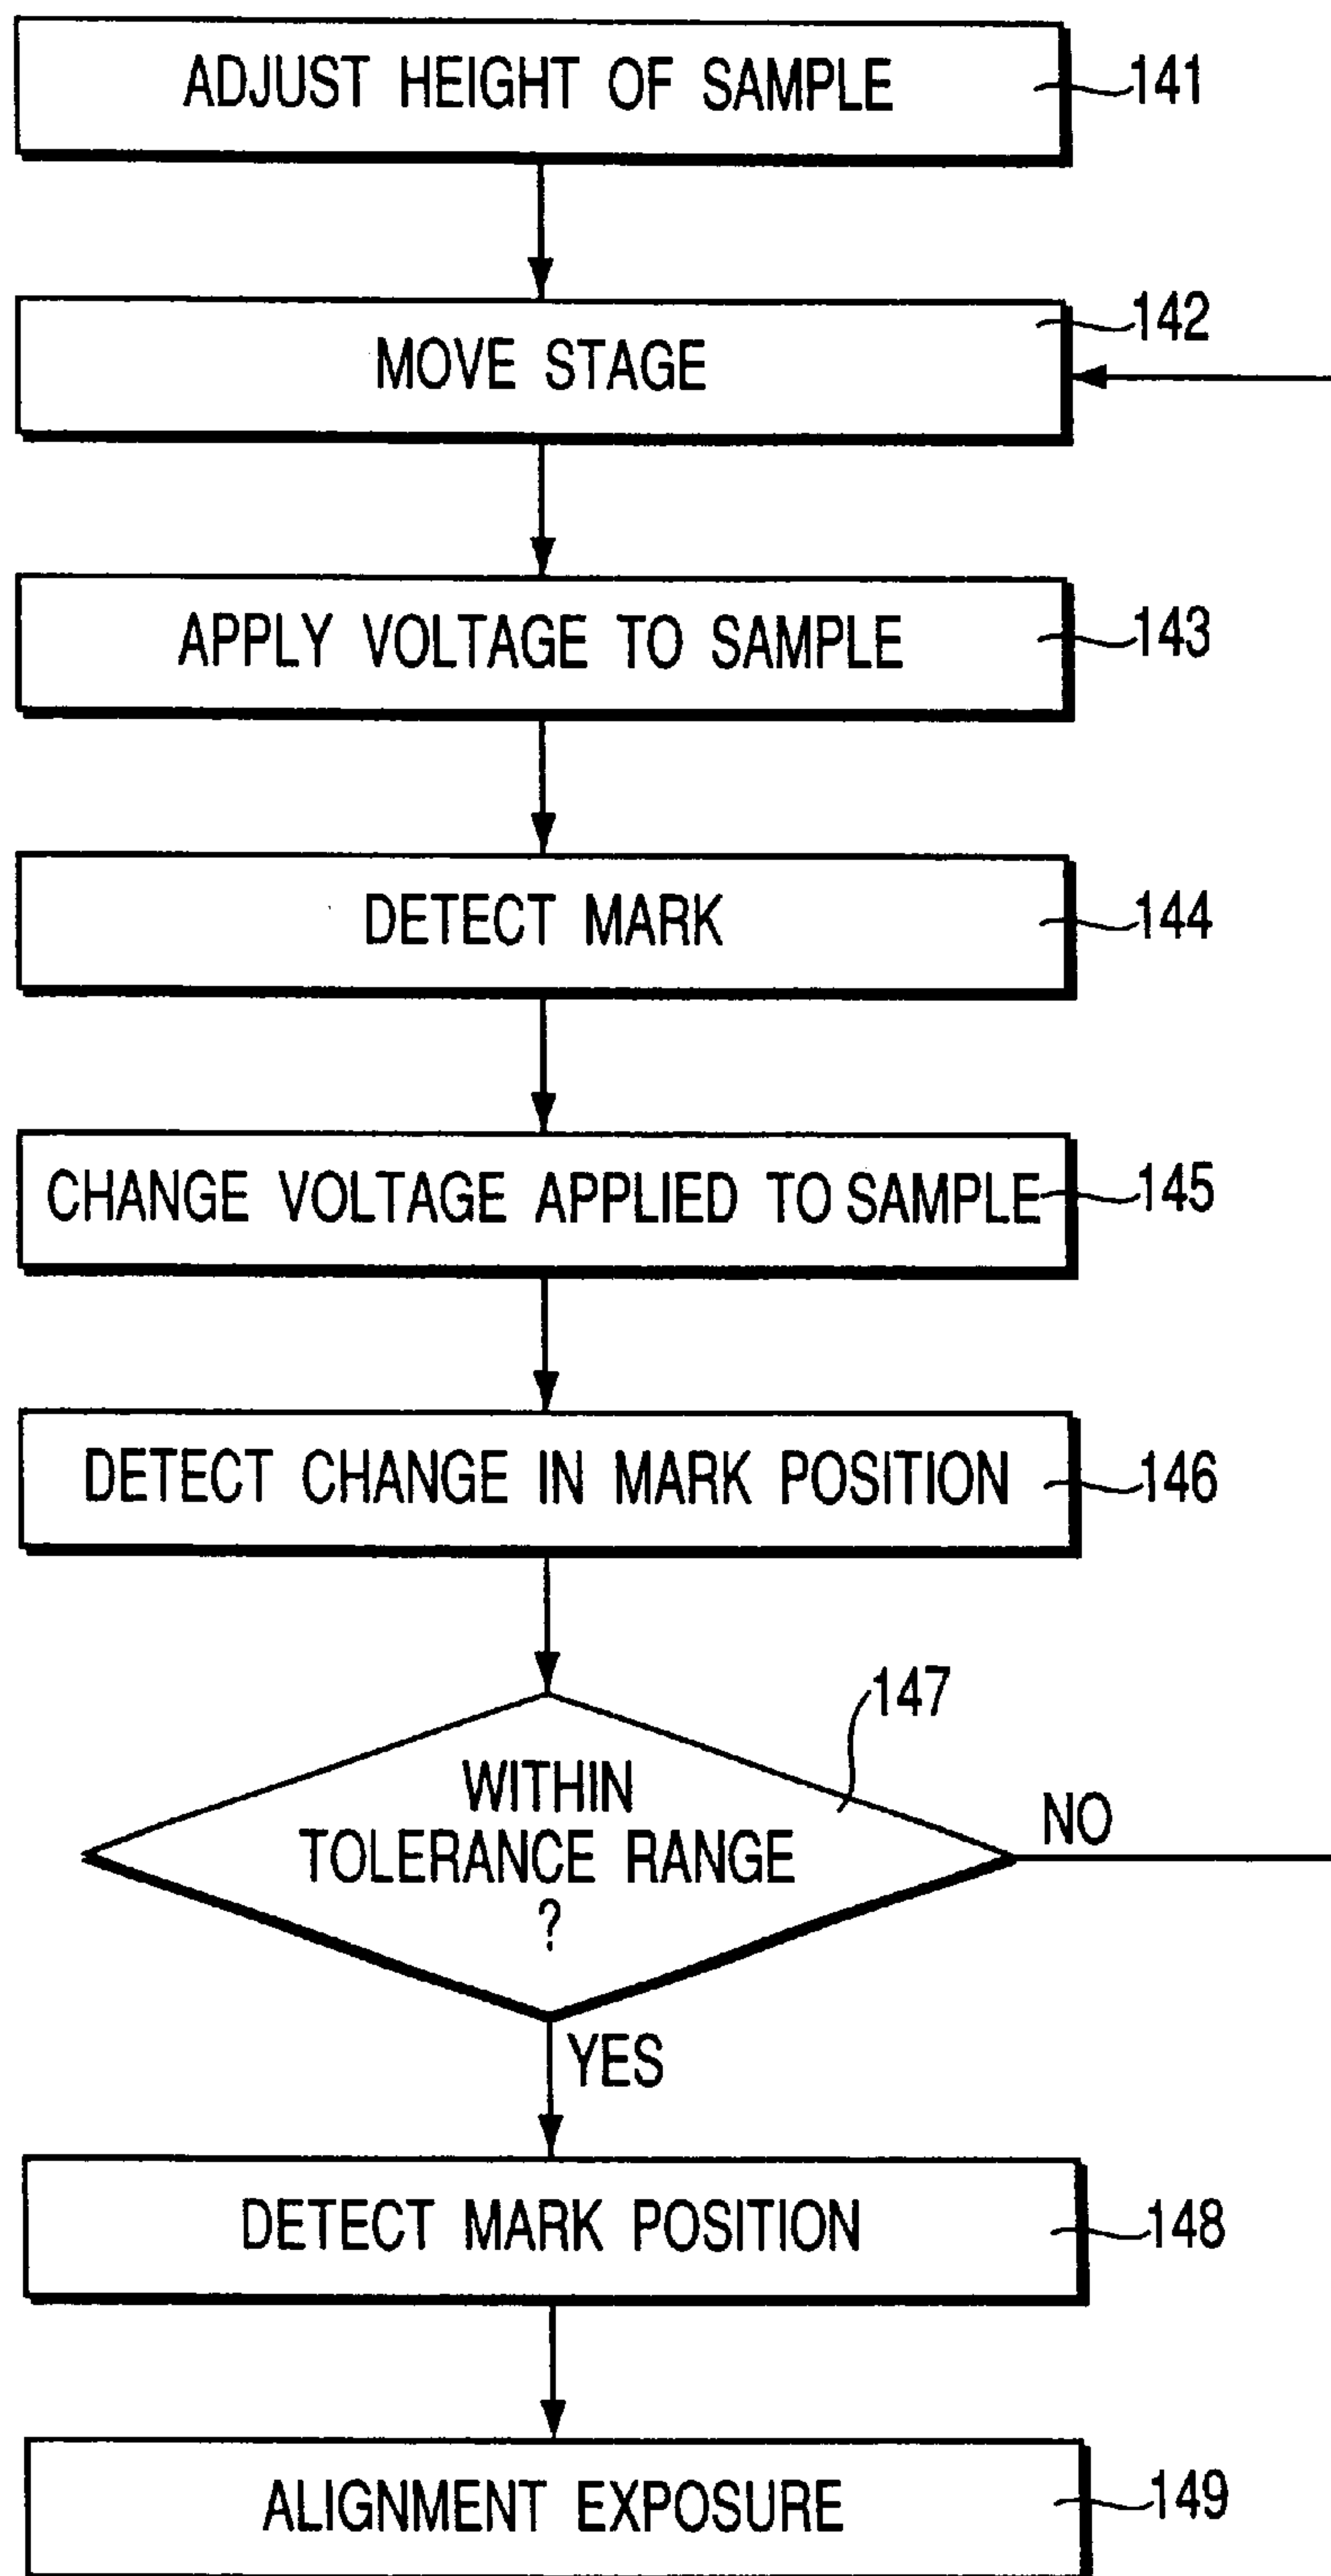 ADJUST HEIGHT OF SAMPLE 141
MOVE STAGE 142
APPLY VOLTAGE TO SAMPLE 143
DETECT MARK 144
CHANGE VOLTAGE APPLIED TO SAMPLE 145
DETECT CHANGE IN MARK POSITION 146
147
WITHIN
TOLERANCE RANGE
?
NO
YES
DETECT MARK POSITION 148
ALIGNMENT EXPOSURE 149